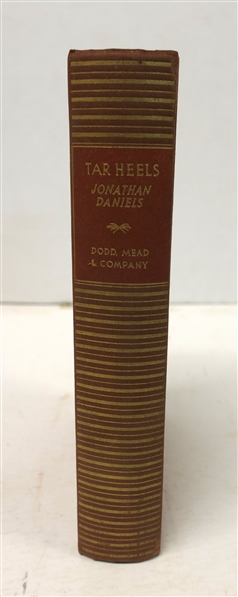 TAR HEELS
JONATHAN
DANIELS
DODD, MEAD
& COMPANY